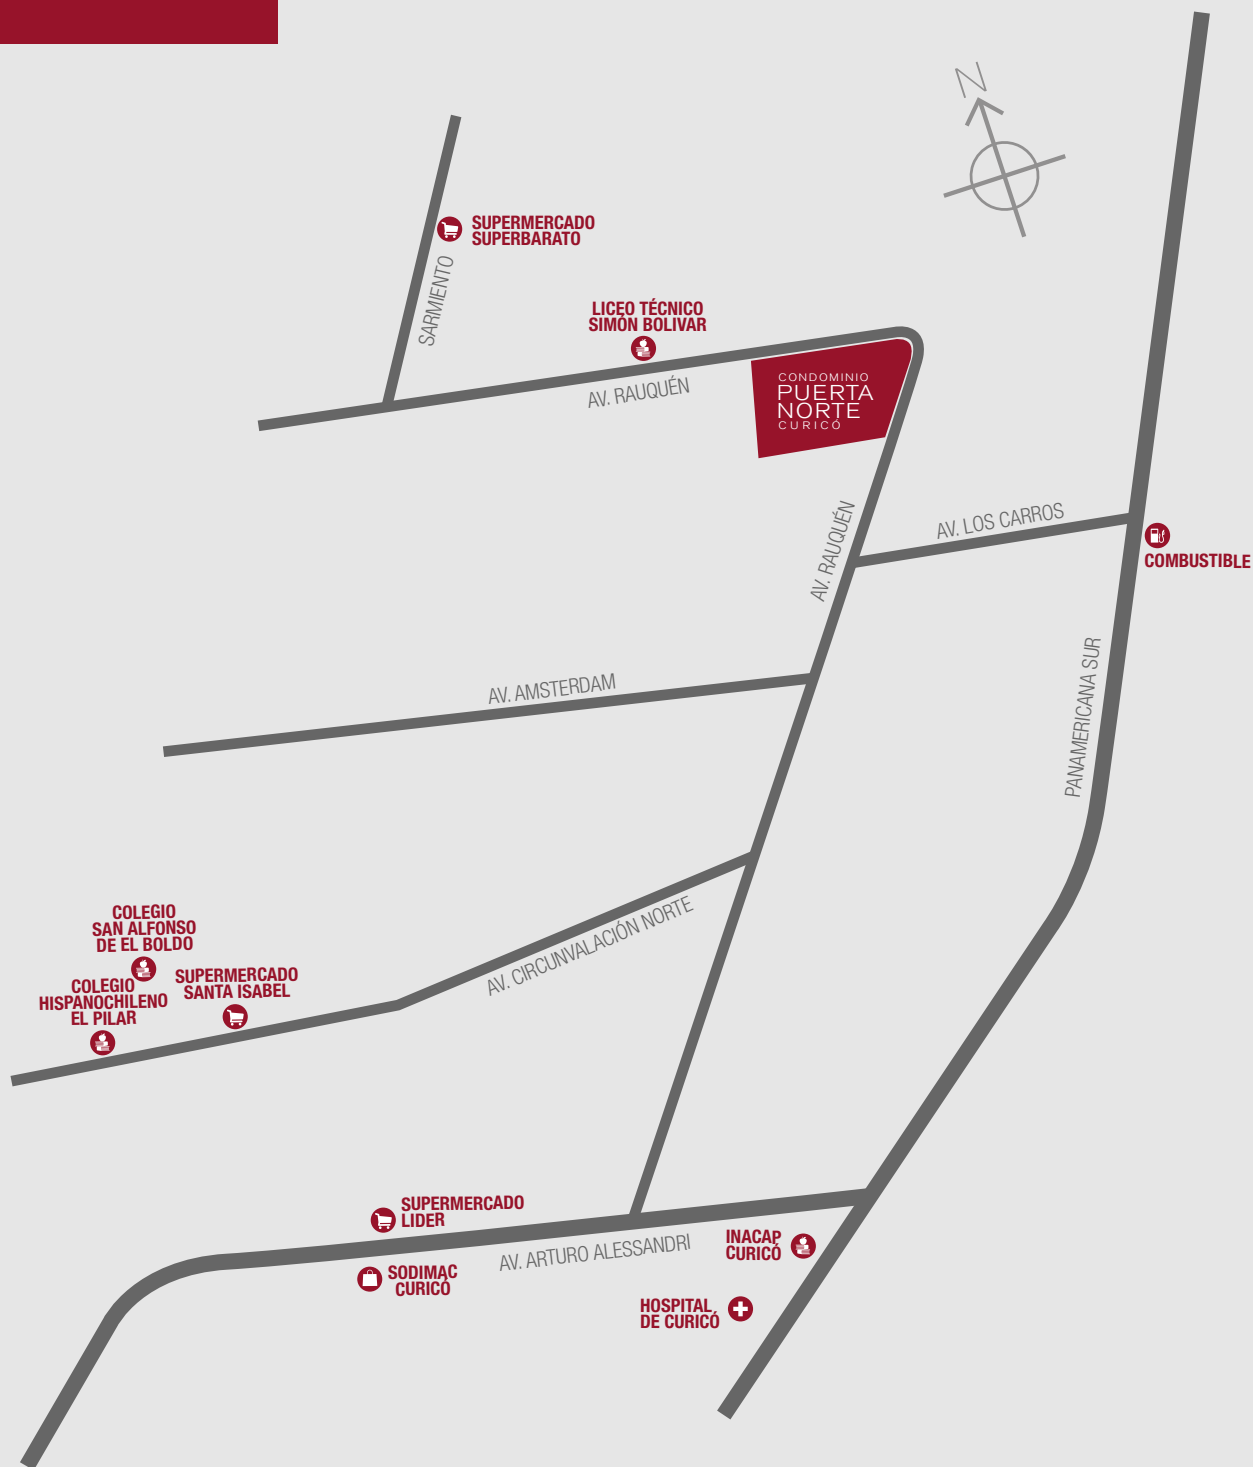 N
SUPERMERCADO
SUPERBARATO
SARMIENTO
LICEO TÉCNICO
SIMÓN BOLIVAR
AV. RAUQUÉN
CONDOMINIO
PUERTA
NORTE
CURICÓ
AV. RAUQUÉN
AV. LOS CARROS
COMBUSTIBLE
AV. AMSTERDAM
PANAMERICANA SUR
AV. CIRCUNVALACIÓN NORTE
COLEGIO
SAN ALFONSO
DE EL BOLDO
COLEGIO
HISPANOCHILENO
EL PILAR
SUPERMERCADO
SANTA ISABEL
SUPERMERCADO
LIDER
AV. ARTURO ALESSANDRI
SODIMAC
CURICÓ
INACAP
CURICÓ
HOSPITAL
DE CURICÓ